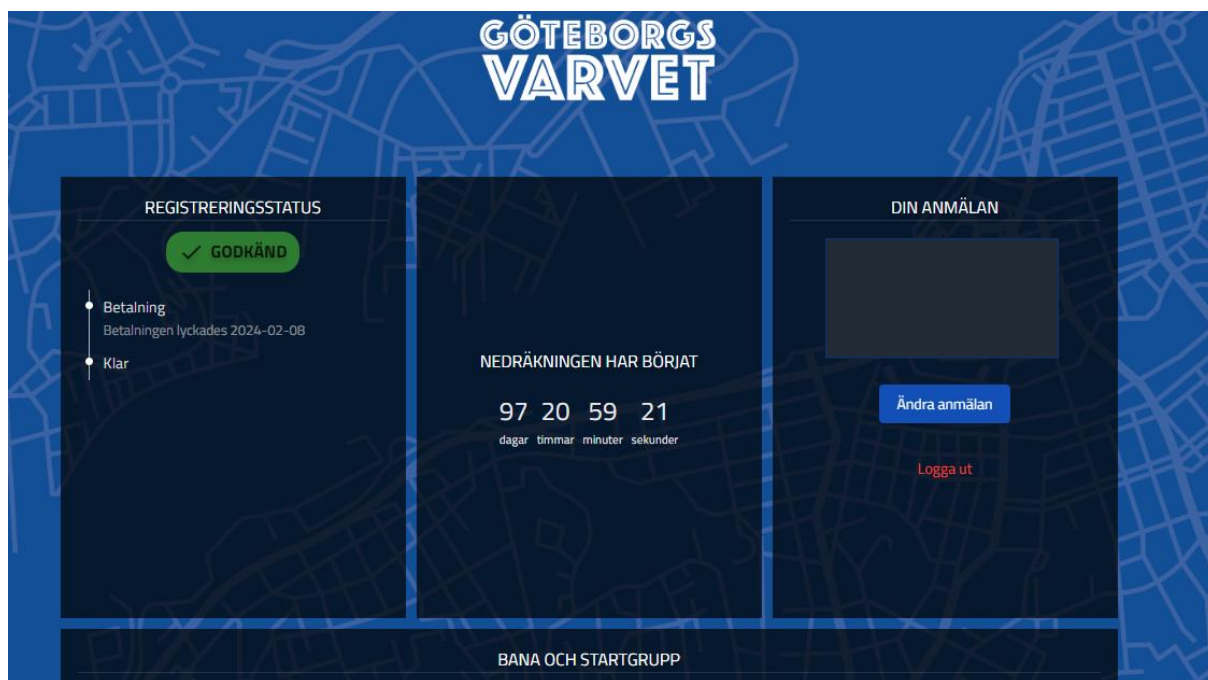 GÖTEBORGS
VARVET
REGISTRERINGSSTATUS
GODKÄND
Betalning
Betalningen lyckades 2024-02-08
Klar
NEDRÄKNINGEN HAR BÖRJAT
97 20 59 21
dagar timmar minuter sekunder
DIN ANMÄLAN
Ändra anmälan
Logga ut
BANA OCH STARTGRUPP